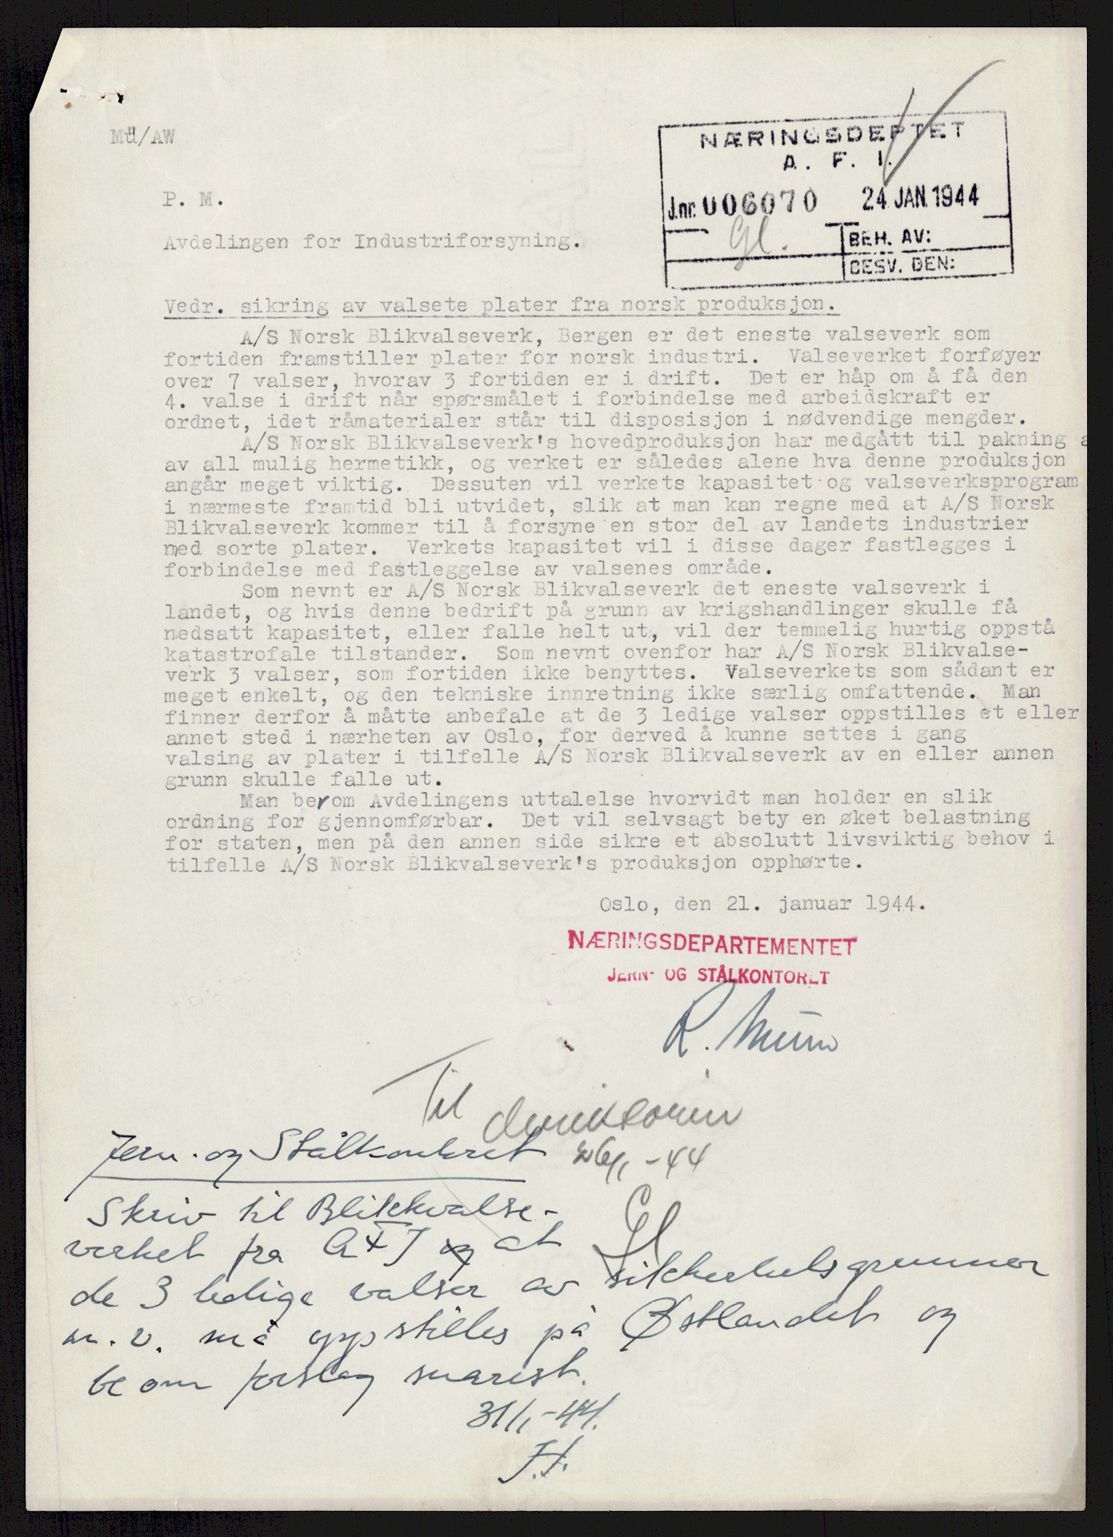 Mü/AW
NÆRINGSDEPTET
A. F. I.
J.nr. 006070 24 JAN. 1944
Gl.
BEH. AV:
BESV. DEN:
P. M.
Avdelingen for Industriforsyning.
Vedr. sikring av valsete plater fra norsk produksjon.
A/S Norsk Blikvalseverk, Bergen er det eneste valseverk som
fortiden framstiller plater for norsk industri. Valseverket forføyer
over 7 valser, hvorav 3 fortiden er i drift. Det er håp om å få den
4. valse i drift når spørsmålet i forbindelse med arbeidskraft er
ordnet, idet råmaterialer står til disposisjon i nødvendige mengder.
A/S Norsk Blikvalseverk's hovedproduksjon har medgått til pakning a
av all mulig hermetikk, og verket er således alene hva denne produksjon
angår meget viktig. Dessuten vil verkets kapasitet og valseverksprogram
i nærmeste framtid bli utvidet, slik at man kan regne med at A/S Norsk
Blikvalseverk kommer til å forsyne en stor del av landets industrier
med sorte plater. Verkets kapasitet vil i disse dager fastlegges i
forbindelse med fastleggelse av valsenes område.
Som nevnt er A/S Norsk Blikvalseverk det eneste valseverk i
landet, og hvis denne bedrift på grunn av krigshandlinger skulle få
nedsatt kapasitet, eller falle helt ut, vil der temmelig hurtig oppstå
katastrofale tilstander. Som nevnt ovenfor har A/S Norsk Blikvalse-
verk 3 valser, som fortiden ikke benyttes. Valseverkets som sådant er
meget enkelt, og den tekniske innretning ikke særlig omfattende. Man
finner derfor å måtte anbefale at de 3 ledige valser oppstilles et eller
annet sted i nærheten av Oslo, for derved å kunne settes i gang
valsing av plater i tilfelle A/S Norsk Blikvalseverk av en eller annen
grunn skulle falle ut.
Man ber om Avdelingens uttalelse hvorvidt man holder en slik
ordning for gjennomførbar. Det vil selvsagt bety en øket belastning
for staten, men på den annen side sikre et absolutt livsviktig behov i
tilfelle A/S Norsk Blikvalseverk's produksjon opphørte.
Oslo, den 21. januar 1944.
NÆRINGSDEPARTEMENTET
JERN- OG STÅLKONTORET
R.
Til
26/1-44
Gl
Jern- og Stålkontoret
Skriv til Blikkvalse-
verket fra AFI at
de 3 ledige valser av sikkerhetsgrunner
m.v. må oppstilles på Østlandet og
be om forslag snarest.
31/1-44.